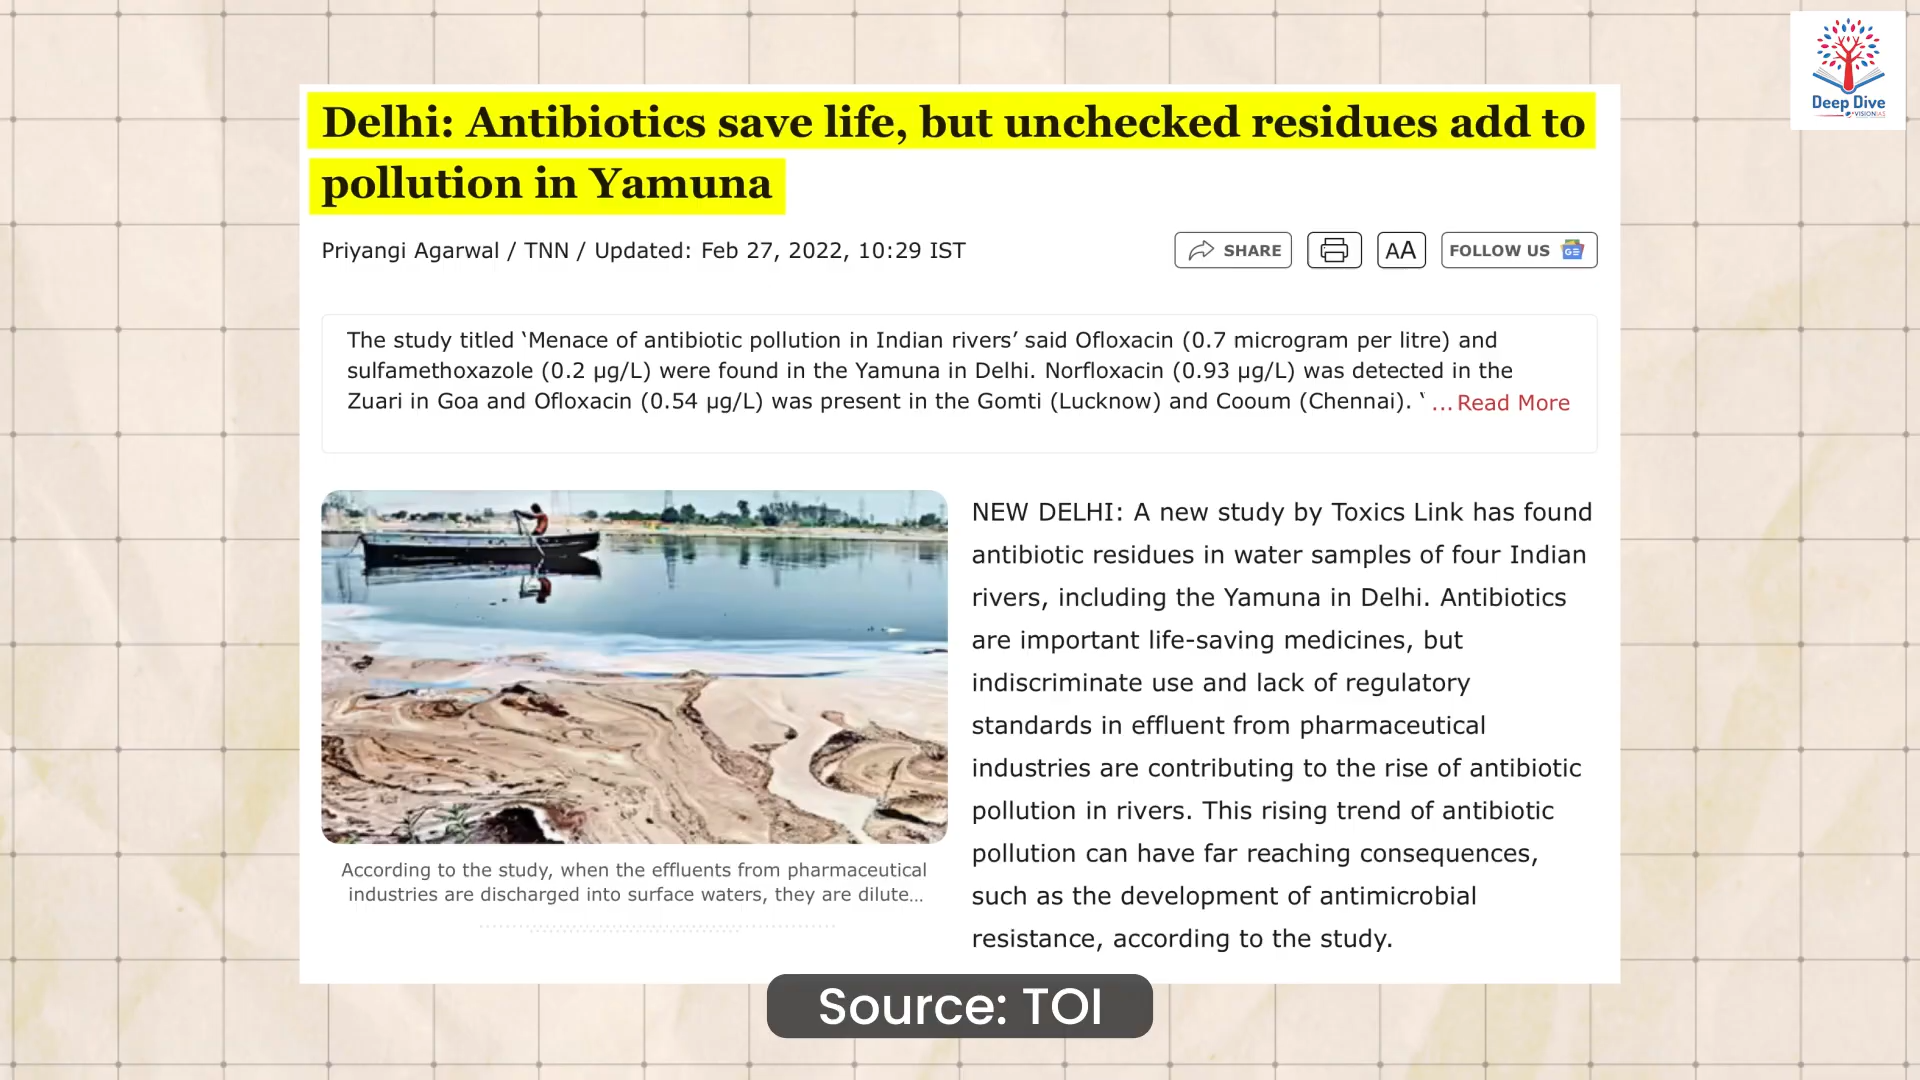 Deep Dive
VISIONIAS
Delhi: Antibiotics save life, but unchecked residues add to
pollution in Yamuna
Priyangi Agarwal / TNN / Updated: Feb 27, 2022, 10:29 IST
SHARE
AA
FOLLOW US
GE
The study titled ‘Menace of antibiotic pollution in Indian rivers’ said Ofloxacin (0.7 microgram per litre) and
sulfamethoxazole (0.2 µg/L) were found in the Yamuna in Delhi. Norfloxacin (0.93 µg/L) was detected in the
Zuari in Goa and Ofloxacin (0.54 µg/L) was present in the Gomti (Lucknow) and Cooum (Chennai). ‘ ... Read More
According to the study, when the effluents from pharmaceutical
industries are discharged into surface waters, they are dilute...
NEW DELHI: A new study by Toxics Link has found
antibiotic residues in water samples of four Indian
rivers, including the Yamuna in Delhi. Antibiotics
are important life-saving medicines, but
indiscriminate use and lack of regulatory
standards in effluent from pharmaceutical
industries are contributing to the rise of antibiotic
pollution in rivers. This rising trend of antibiotic
pollution can have far reaching consequences,
such as the development of antimicrobial
resistance, according to the study.
Source: TOI